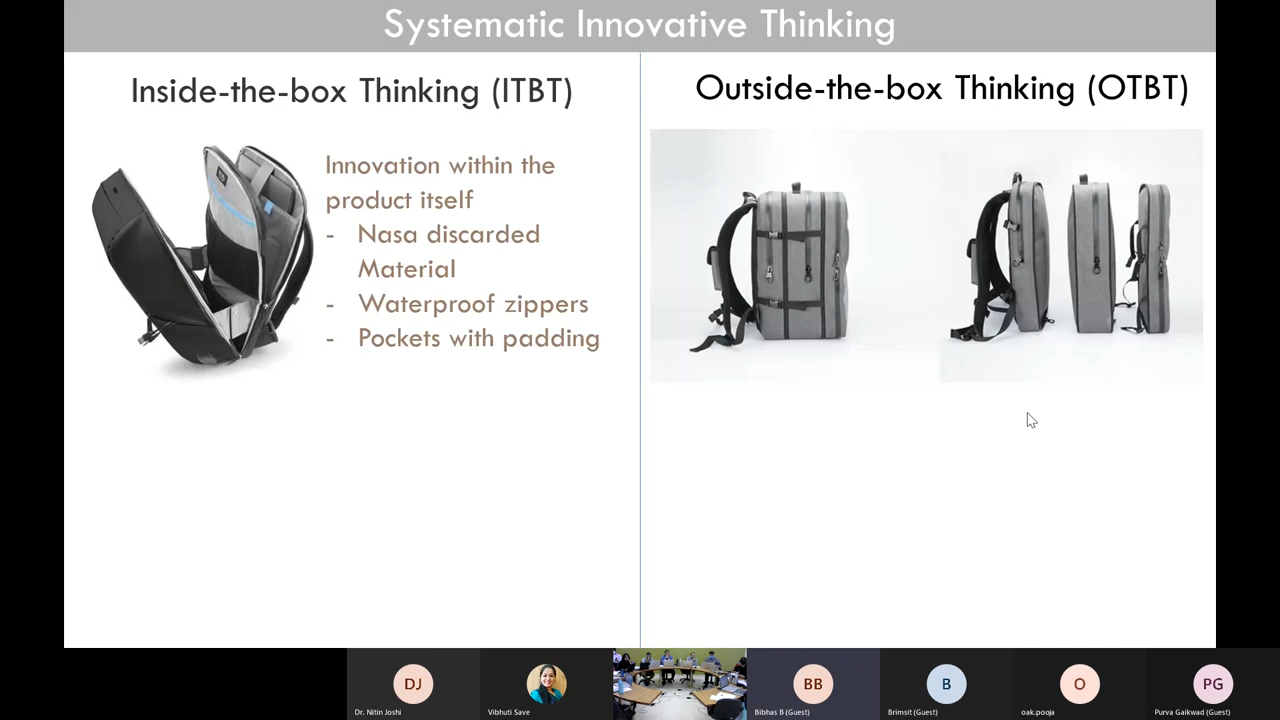 Systematic Innovative Thinking
Inside-the-box Thinking (ITBT)
Innovation within the
product itself
- Nasa discarded
Material
- Waterproof zippers
- Pockets with padding
Outside-the-box Thinking (OTBT)
DJ
Dr. Nitin Joshi
Vibhuti Save
BB
Bibhas B (Guest)
B
Brimsit (Guest)
O
oak.pooja
PG
Purva Gaikwad (Guest)